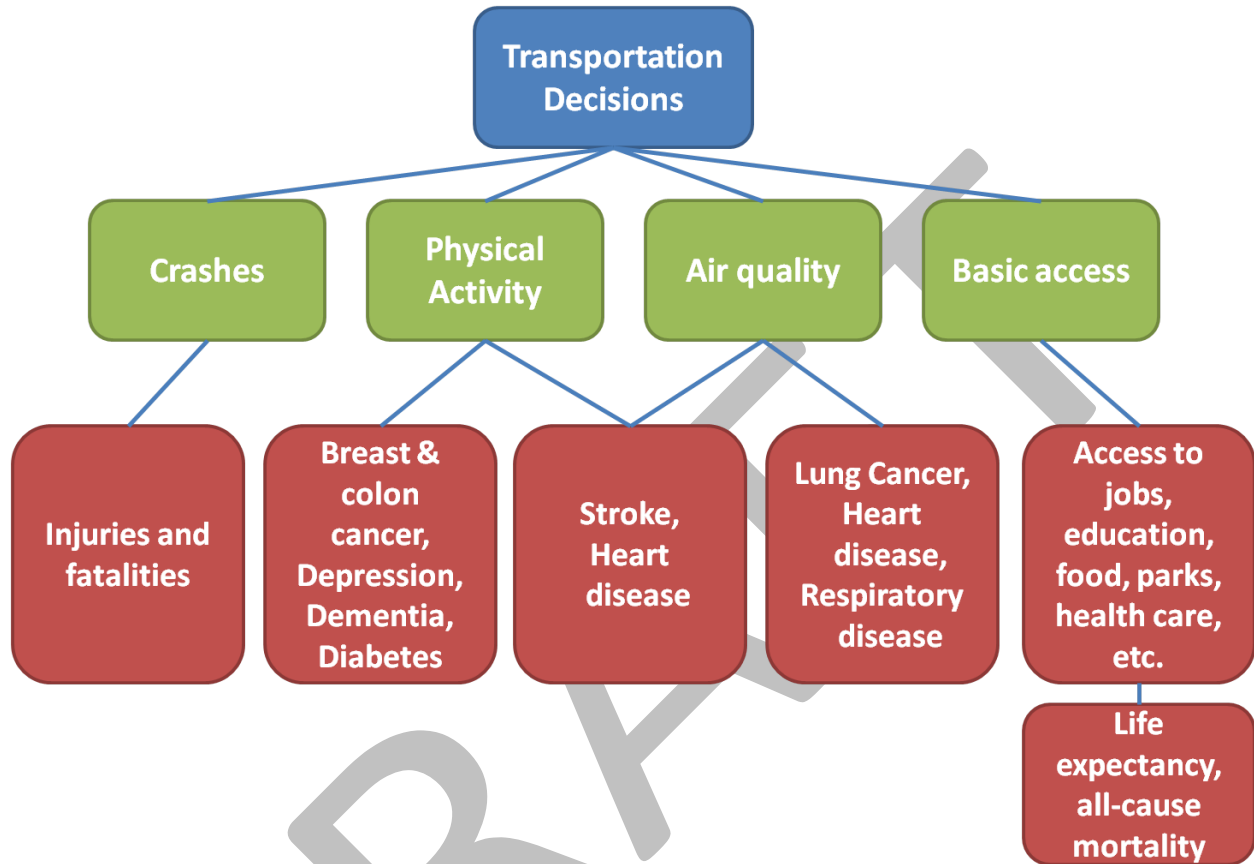 Transportation
Decisions
Crashes
Physical
Activity
Air quality
Basic access
Injuries and
fatalities
Breast &
colon
cancer,
Depression,
Dementia,
Diabetes
Stroke,
Heart
disease
Lung Cancer,
Heart
disease,
Respiratory
disease
Access to
jobs,
education,
food, parks,
health care,
etc.
Life
expectancy,
all-cause
mortality
DRAFT